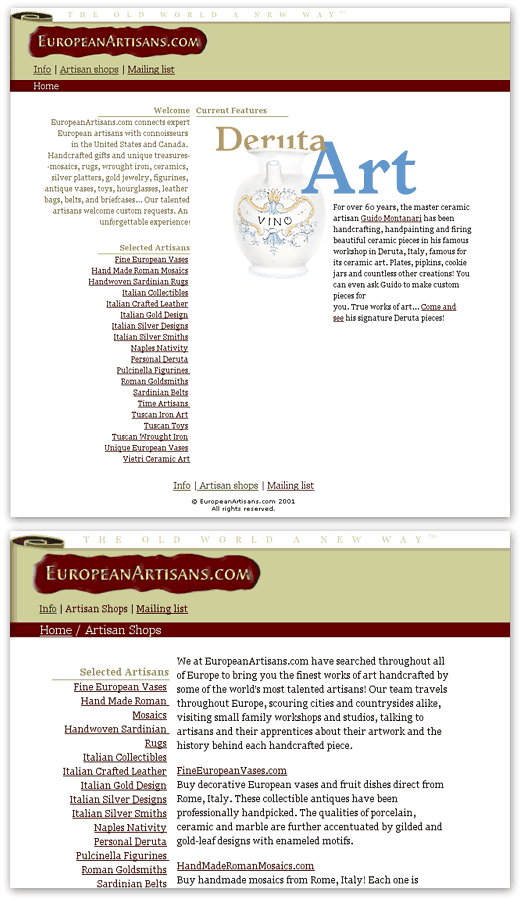 THE OLD WORLD A NEW WAY™
EUROPEANARTISANS.COM
Info | Artisan shops | Mailing list
Home
Welcome
EuropeanArtisans.com connects expert
European artisans with connoisseurs
in the United States and Canada.
Handcrafted gifts and unique treasures-
-mosaics, rugs, wrought iron, ceramics,
silver platters, gold jewelry, figurines,
antique vases, toys, hourglasses, leather
bags, belts, and briefcases... Our talented
artisans welcome custom requests. An
unforgettable experience!
Selected Artisans
Fine European Vases
Hand Made Roman Mosaics
Handwoven Sardinian Rugs
Italian Collectibles
Italian Crafted Leather
Italian Gold Design
Italian Silver Designs
Italian Silver Smiths
Naples Nativity
Personal Deruta
Pulcinella Figurines
Roman Goldsmiths
Sardinian Belts
Time Artisans
Tuscan Iron Art
Tuscan Toys
Tuscan Wrought Iron
Unique European Vases
Vietri Ceramic Art
Current Features
Deruta
Art
VINO
For over 60 years, the master ceramic
artisan Guido Montanari has been
handcrafting, handpainting and firing
beautiful ceramic pieces in his famous
workshop in Deruta, Italy, famous for
its ceramic art. Plates, pipkins, cookie
jars and countless other creations! You
can even ask Guido to make custom
pieces for
you. True works of art... Come and
see his signature Deruta pieces!
Info | Artisan shops | Mailing list
© EuropeanArtisans.com 2001
All rights reserved.
THE OLD WORLD A NEW WAY™
EUROPEANARTISANS.COM
Info | Artisan Shops | Mailing list
Home / Artisan Shops
Selected Artisans
Fine European Vases
Hand Made Roman
Mosaics
Handwoven Sardinian
Rugs
Italian Collectibles
Italian Crafted Leather
Italian Gold Design
Italian Silver Designs
Italian Silver Smiths
Naples Nativity
Personal Deruta
Pulcinella Figurines
Roman Goldsmiths
Sardinian Belts
We at EuropeanArtisans.com have searched throughout all
of Europe to bring you the finest works of art handcrafted by
some of the world's most talented artisans! Our team travels
throughout Europe, scouring cities and countrysides alike,
visiting small family workshops and studios, talking to
artisans and their apprentices about their artwork and the
history behind each handcrafted piece.
FineEuropeanVases.com
Buy decorative European vases and fruit dishes direct from
Rome, Italy. These collectible antiques have been
professionally handpicked. The qualities of porcelain,
ceramic and marble are further accentuated by gilded and
gold-leaf designs with enameled motifs.
HandMadeRomanMosaics.com
Buy handmade mosaics from Rome, Italy! Each one is